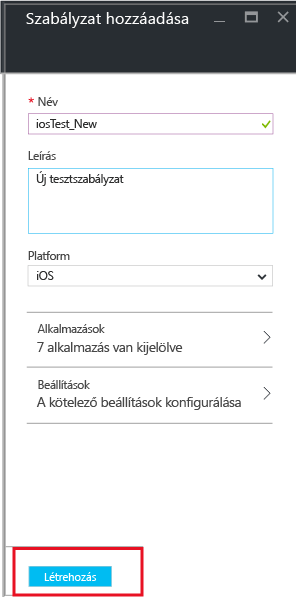 Szabályzat hozzáadása
* Név
iosTest_New
Leírás
Új tesztszabályzat
Platform
iOS
Alkalmazások
7 alkalmazás van kijelölve
Beállítások
A kötelező beállítások konfigurálása
Létrehozás